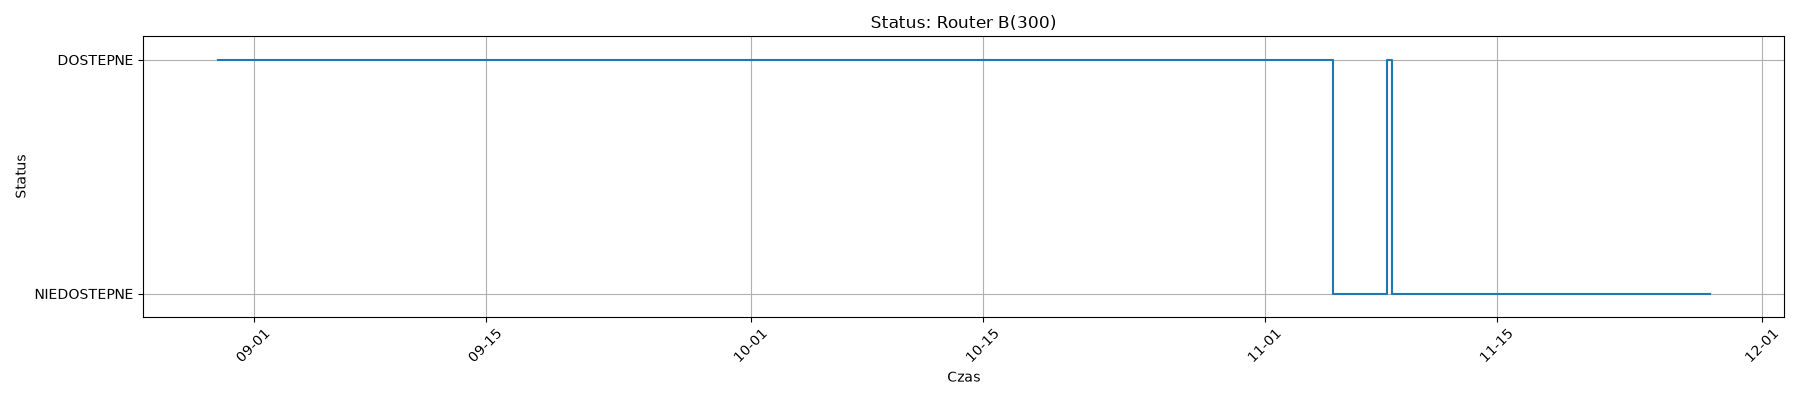 Status: Router B(300)
DOSTEPNE
Status
NIEDOSTEPNE
09-01
09-15
10-01
10-15
11-01
11-15
12-01
Czas